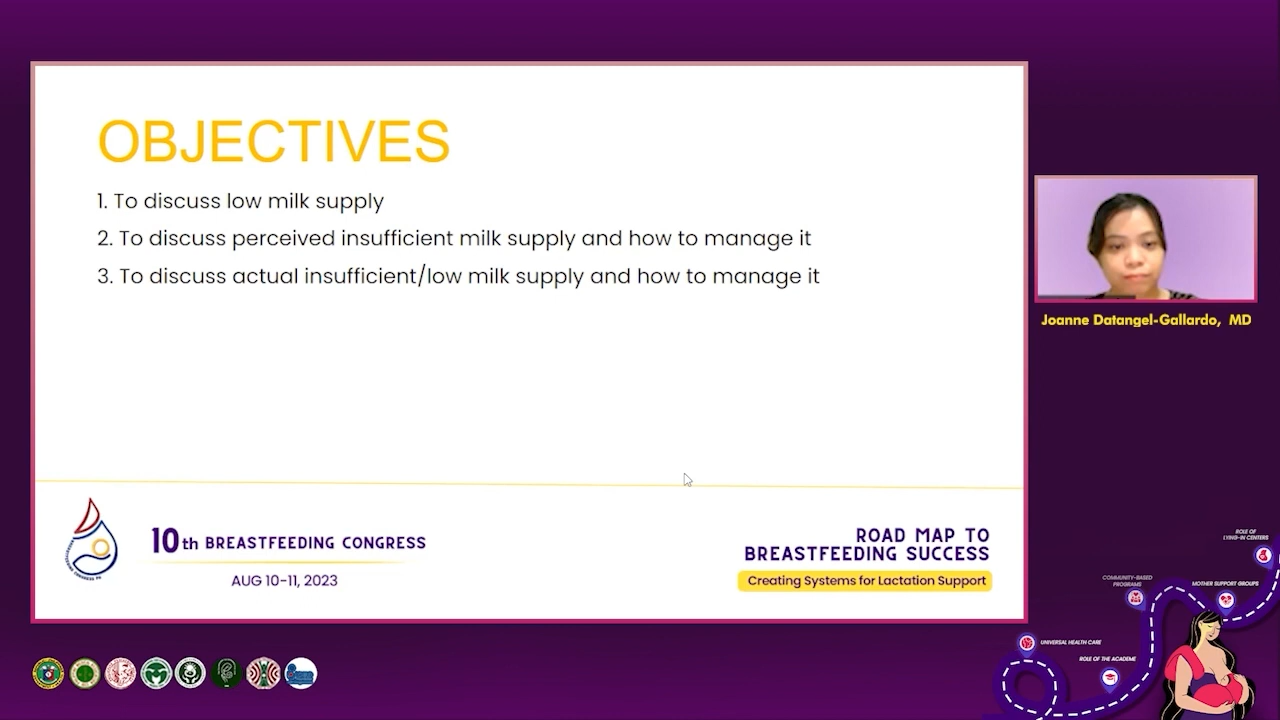 OBJECTIVES
1. To discuss low milk supply
2. To discuss perceived insufficient milk supply and how to manage it
3. To discuss actual insufficient/low milk supply and how to manage it
Joanne Datangel-Gallardo, MD
10th BREASTFEEDING CONGRESS
AUG 10-11, 2023
ROAD MAP TO
BREASTFEEDING SUCCESS
Creating Systems for Lactation Support
ROLE OF
LYING-IN CENTERS
COMMUNITY-BASED
PROGRAMS
MOTHER SUPPORT GROUPS
UNIVERSAL HEALTH CARE
ROLE OF THE ACADEME